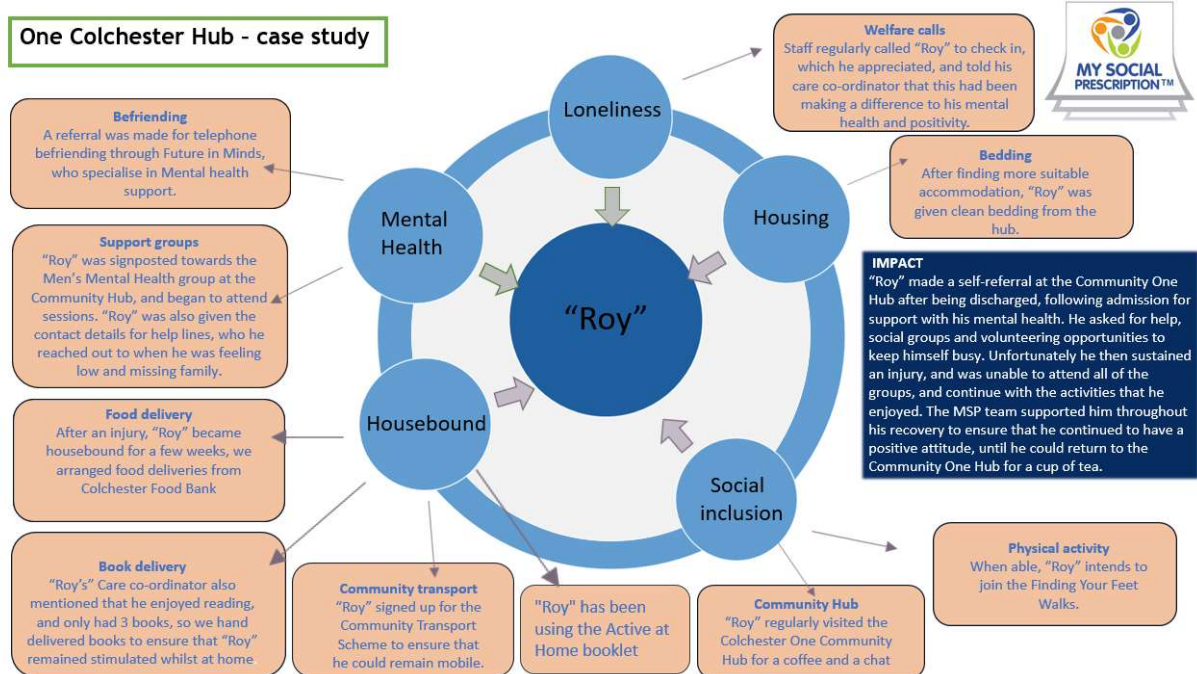 One Colchester Hub - case study
MY SOCIAL
PRESCRIPTION™
Welfare calls
Staff regularly called “Roy” to check in,
which he appreciated, and told his
care co-ordinator that this had been
making a difference to his mental
health and positivity.
Loneliness
Befriending
A referral was made for telephone
befriending through Future in Minds,
who specialise in Mental health
support.
Bedding
After finding more suitable
accommodation, “Roy” was
given clean bedding from the
hub.
Mental
Health
Housing
Support groups
“Roy” was signposted towards the
Men’s Mental Health group at the
Community Hub, and began to attend
sessions. “Roy” was also given the
contact details for help lines, who he
reached out to when he was feeling
low and missing family.
“Roy”
IMPACT
“Roy” made a self-referral at the Community One
Hub after being discharged, following admission for
support with his mental health. He asked for help,
social groups and volunteering opportunities to
keep himself busy. Unfortunately he then sustained
an injury, and was unable to attend all of the
groups, and continue with the activities that he
enjoyed. The MSP team supported him throughout
his recovery to ensure that he continued to have a
positive attitude, until he could return to the
Community One Hub for a cup of tea.
Housebound
Food delivery
After an injury, “Roy” became
housebound for a few weeks, we
arranged food deliveries from
Colchester Food Bank
Social
inclusion
Book delivery
“Roy’s” Care co-ordinator also
mentioned that he enjoyed reading,
and only had 3 books, so we hand
delivered books to ensure that “Roy”
remained stimulated whilst at home.
Community transport
“Roy” signed up for the
Community Transport
Scheme to ensure that
he could remain mobile.
"Roy" has been
using the Active at
Home booklet
Community Hub
“Roy” regularly visited the
Colchester One Community
Hub for a coffee and a chat
Physical activity
When able, “Roy” intends to
join the Finding Your Feet
Walks.